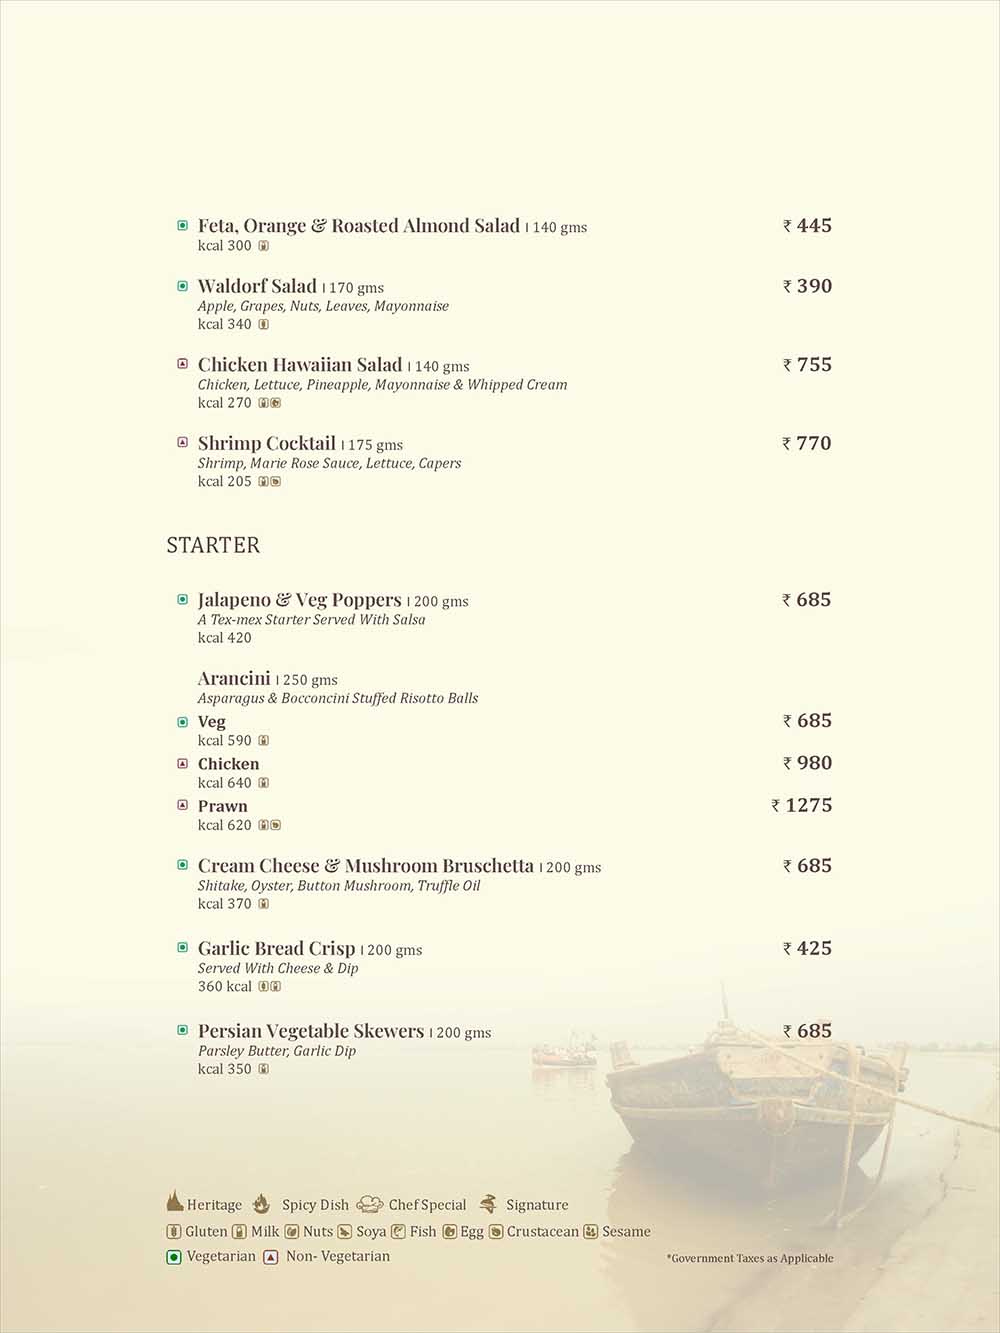 Feta, Orange & Roasted Almond Salad | 140 gms ₹ 445
kcal 300
Waldorf Salad | 170 gms ₹ 390
Apple, Grapes, Nuts, Leaves, Mayonnaise
kcal 340
Chicken Hawaiian Salad | 140 gms ₹ 755
Chicken, Lettuce, Pineapple, Mayonnaise & Whipped Cream
kcal 270
Shrimp Cocktail | 175 gms ₹ 770
Shrimp, Marie Rose Sauce, Lettuce, Capers
kcal 205
STARTER
Jalapeno & Veg Poppers | 200 gms ₹ 685
A Tex-mex Starter Served With Salsa
kcal 420
Arancini | 250 gms
Asparagus & Bocconcini Stuffed Risotto Balls
Veg ₹ 685
kcal 590
Chicken ₹ 980
kcal 640
Prawn ₹ 1275
kcal 620
Cream Cheese & Mushroom Bruschetta | 200 gms ₹ 685
Shitake, Oyster, Button Mushroom, Truffle Oil
kcal 370
Garlic Bread Crisp | 200 gms ₹ 425
Served With Cheese & Dip
360 kcal
Persian Vegetable Skewers | 200 gms ₹ 685
Parsley Butter, Garlic Dip
kcal 350
Heritage Spicy Dish Chef Special Signature
Gluten Milk Nuts Soya Fish Egg Crustacean Sesame
Vegetarian Non- Vegetarian *Government Taxes as Applicable